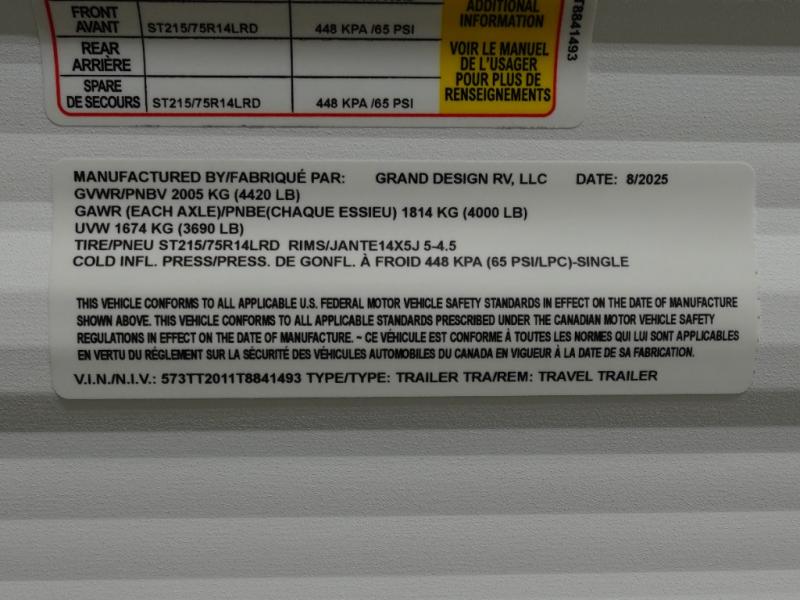 ADDITIONAL
INFORMATION
VOIR LE MANUEL
DE L'USAGER
POUR PLUS DE
RENSEIGNEMENTS
FRONT
AVANT ST215/75R14LRD 448 KPA /65 PSI
REAR
ARRIÈRE
SPARE
DE SECOURS ST215/75R14LRD 448 KPA /65 PSI
T8841493
MANUFACTURED BY/FABRIQUÉ PAR: GRAND DESIGN RV, LLC DATE: 8/2025
GVWR/PNBV 2005 KG (4420 LB)
GAWR (EACH AXLE)/PNBE(CHAQUE ESSIEU) 1814 KG (4000 LB)
UVW 1674 KG (3690 LB)
TIRE/PNEU ST215/75R14LRD RIMS/JANTE14X5J 5-4.5
COLD INFL. PRESS/PRESS. DE GONFL. À FROID 448 KPA (65 PSI/LPC)-SINGLE
THIS VEHICLE CONFORMS TO ALL APPLICABLE U.S. FEDERAL MOTOR VEHICLE SAFETY STANDARDS IN EFFECT ON THE DATE OF MANUFACTURE
SHOWN ABOVE. THIS VEHICLE CONFORMS TO ALL APPLICABLE STANDARDS PRESCRIBED UNDER THE CANADIAN MOTOR VEHICLE SAFETY
REGULATIONS IN EFFECT ON THE DATE OF MANUFACTURE. ~ CE VÉHICULE EST CONFORME À TOUTES LES NORMES QUI LUI SONT APPLICABLES
EN VERTU DU RÉGLEMENT SUR LA SÉCURITÉ DES VÉHICULES AUTOMOBILES DU CANADA EN VIGUEUR À LA DATE DE SA FABRICATION.
V.I.N./N.I.V.: 573TT2011T8841493 TYPE/TYPE: TRAILER TRA/REM: TRAVEL TRAILER